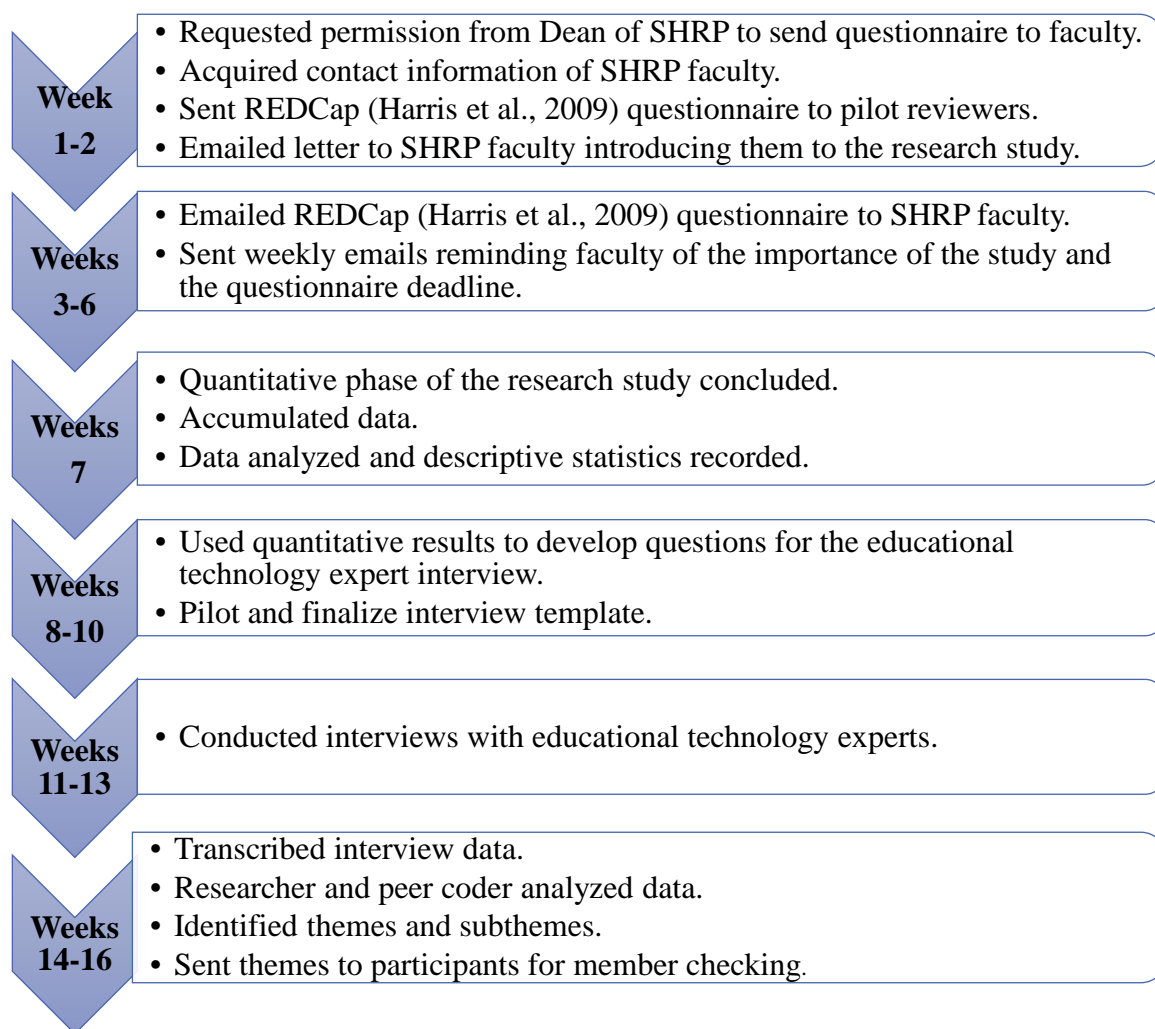 Week
1-2
• Requested permission from Dean of SHRP to send questionnaire to faculty.
• Acquired contact information of SHRP faculty.
• Sent REDCap (Harris et al., 2009) questionnaire to pilot reviewers.
• Emailed letter to SHRP faculty introducing them to the research study.
Weeks
3-6
• Emailed REDCap (Harris et al., 2009) questionnaire to SHRP faculty.
• Sent weekly emails reminding faculty of the importance of the study and
the questionnaire deadline.
Weeks
7
• Quantitative phase of the research study concluded.
• Accumulated data.
• Data analyzed and descriptive statistics recorded.
Weeks
8-10
• Used quantitative results to develop questions for the educational
technology expert interview.
• Pilot and finalize interview template.
Weeks
11-13
• Conducted interviews with educational technology experts.
Weeks
14-16
• Transcribed interview data.
• Researcher and peer coder analyzed data.
• Identified themes and subthemes.
• Sent themes to participants for member checking.